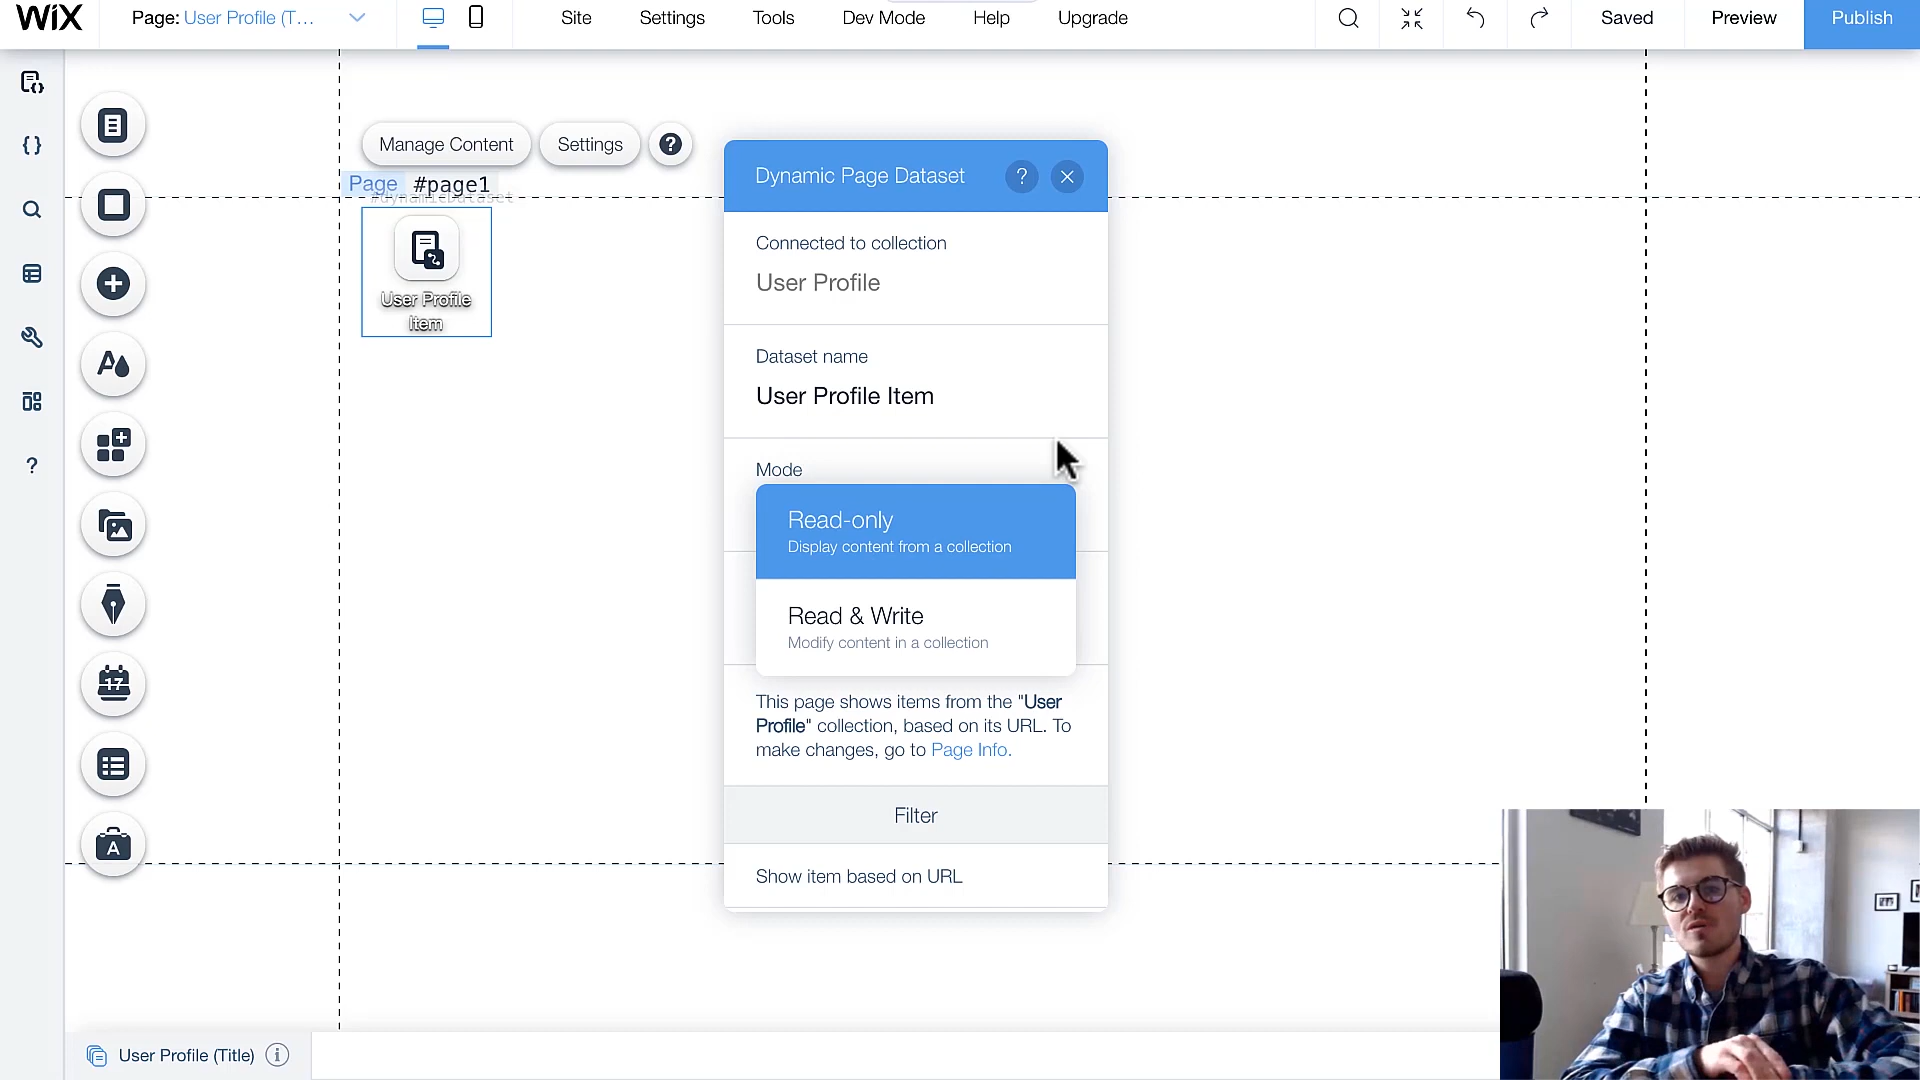 WiX
Page: User Profile (T...
Site
Settings
Tools
Dev Mode
Help
Upgrade
Saved
Preview
Publish
Manage Content
Settings
?
Page #page1
#dynamicDataset
User Profile
Item
Dynamic Page Dataset
?
Connected to collection
User Profile
Dataset name
User Profile Item
Mode
Read-only
Display content from a collection
Read & Write
Modify content in a collection
This page shows items from the "User
Profile" collection, based on its URL. To
make changes, go to Page Info.
Filter
Show item based on URL
{}
?
A
17
A
User Profile (Title) i